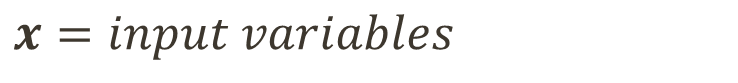 x = input variables